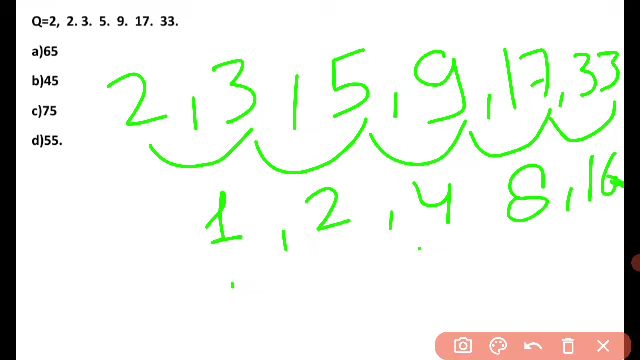 Q=2, 2. 3. 5. 9. 17. 33.
a)65
b)45
c)75
d)55.
2, 3, 5, 9, 17, 33
1, 2, 4 8, 16